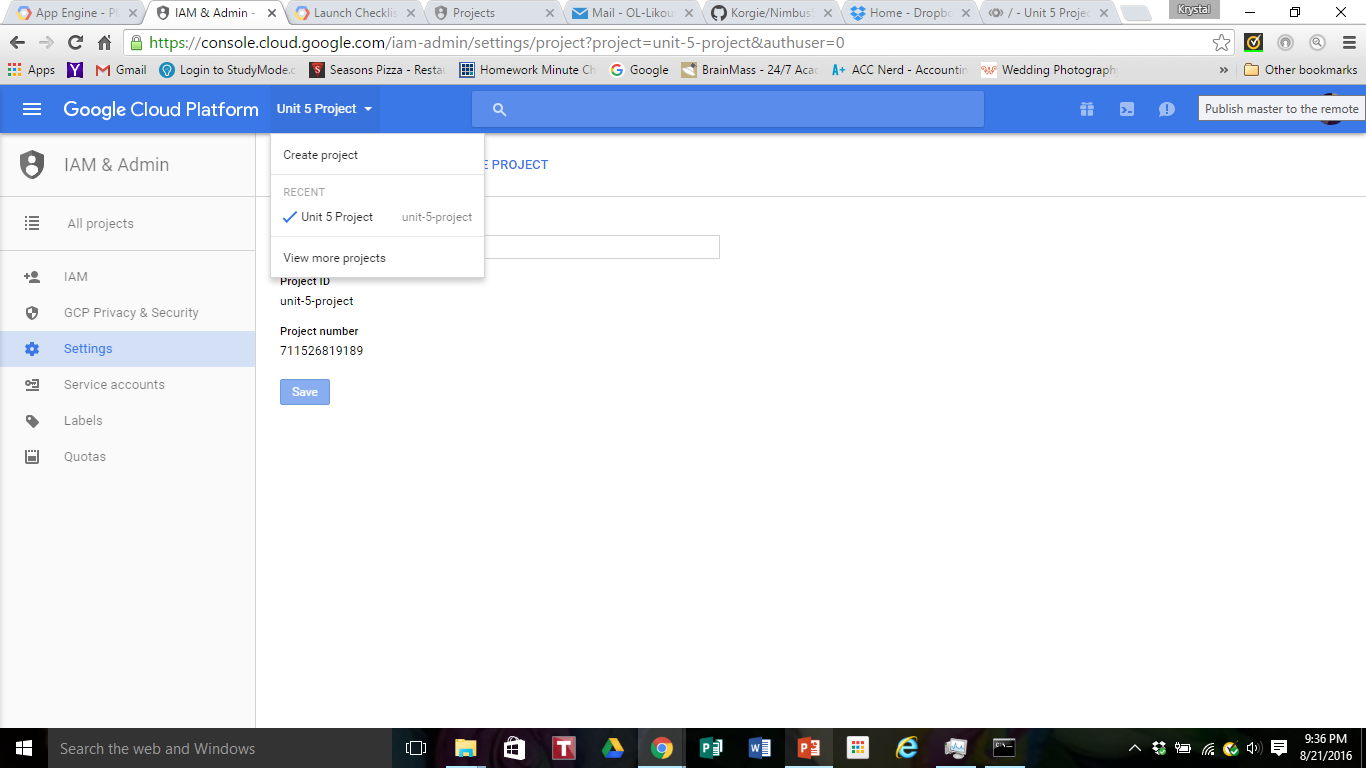 App Engine - Pl
IAM & Admin -
Launch Checklis
Projects
Mail - OL-Likou
Korgie/Nimbus
Home - Dropbo
/ - Unit 5 Projec
Krystal
https://console.cloud.google.com/iam-admin/settings/project?project=unit-5-project&authuser=0
Apps
Gmail
Login to StudyMode.c
Seasons Pizza - Resta
Homework Minute Ch
Google
BrainMass - 24/7 Acad
ACC Nerd - Accountin
Wedding Photography
»
Other bookmarks
Google Cloud Platform
Unit 5 Project
Publish master to the remote
IAM & Admin
E PROJECT
Create project
RECENT
Unit 5 Project unit-5-project
View more projects
All projects
IAM
GCP Privacy & Security
Settings
Service accounts
Labels
Quotas
Project ID
unit-5-project
Project number
711526819189
Save
Search the web and Windows
9:36 PM
8/21/2016